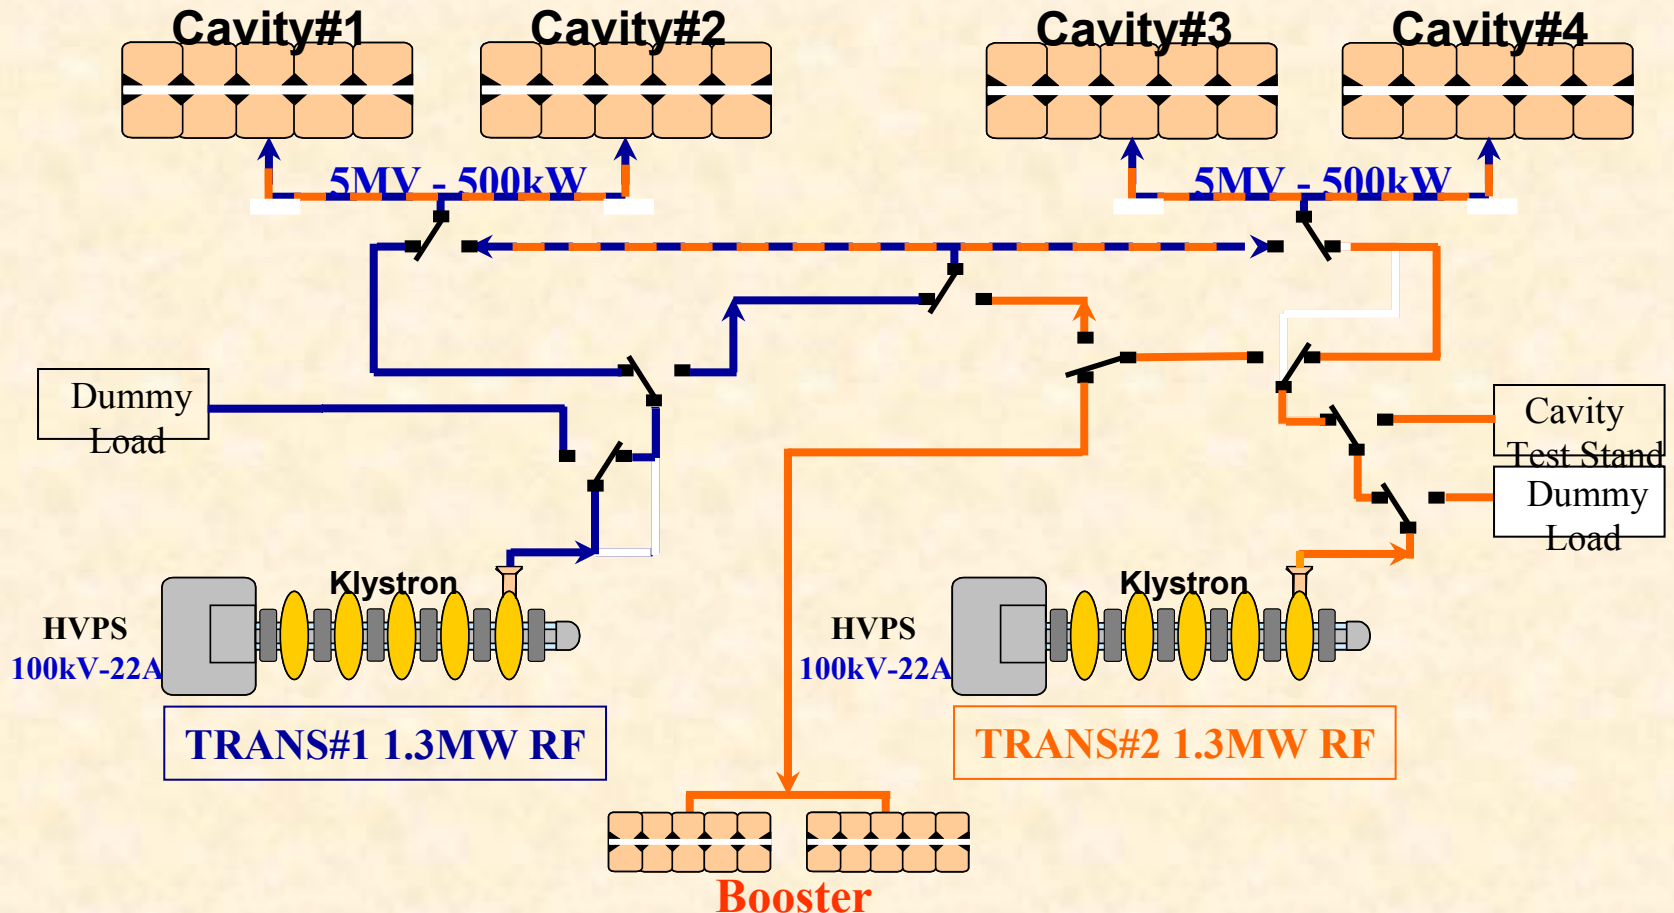 Cavity#1
Cavity#2
Cavity#3
Cavity#4
5MV - 500kW
5MV - 500kW
Dummy
Load
Cavity
Test Stand
Dummy
Load
Klystron
HVPS
100kV-22A
Klystron
HVPS
100kV-22A
TRANS#1 1.3MW RF
TRANS#2 1.3MW RF
Booster